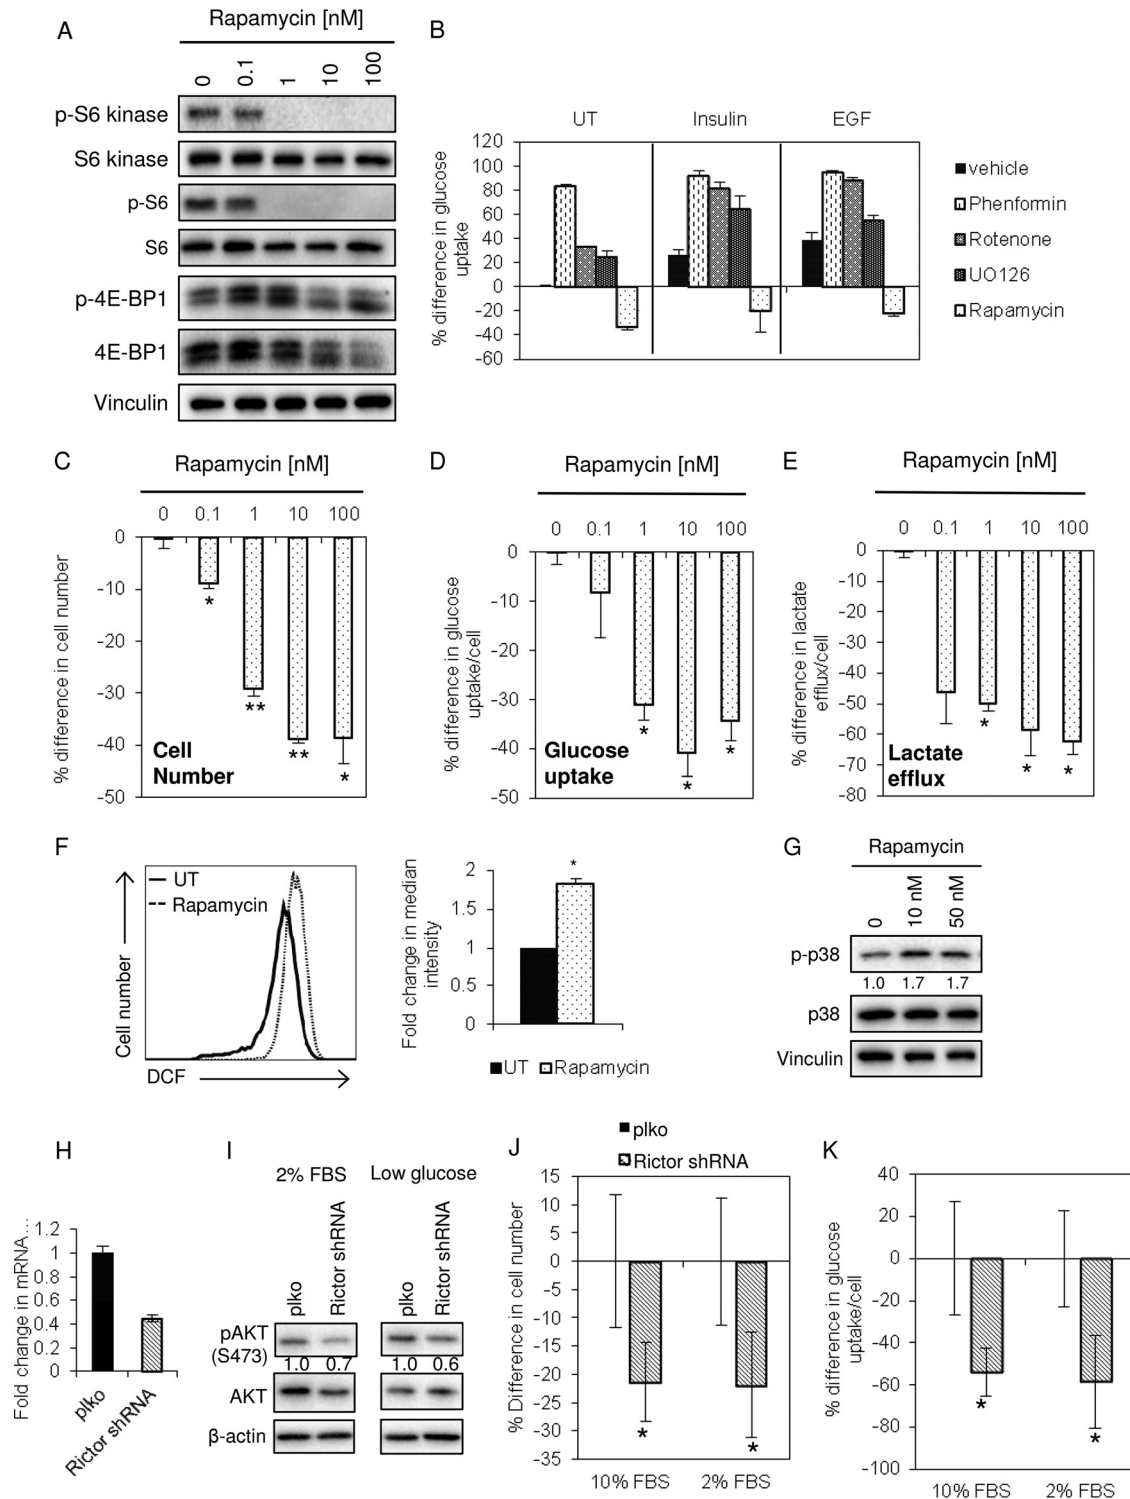 A
Rapamycin [nM]
0 0.1 1 10 100
p-S6 kinase
S6 kinase
p-S6
S6
p-4E-BP1
4E-BP1
Vinculin
B
UT Insulin EGF
% difference in glucose
uptake
120
100
80
60
40
20
0
-20
-40
-60
vehicle
Phenformin
Rotenone
UO126
Rapamycin
C
Rapamycin [nM]
0 0.1 1 10 100
% difference in cell number
0
-10
-20
-30
-40
-50
*
**
**
*
Cell
Number
D
Rapamycin [nM]
0 0.1 1 10 100
% difference in glucose
uptake/cell
0
-10
-20
-30
-40
-50
*
*
*
Glucose
uptake
E
Rapamycin [nM]
0 0.1 1 10 100
% difference in lactate
efflux/cell
0
-10
-20
-30
-40
-50
-60
-70
-80
*
*
*
Lactate
efflux
F
UT
Rapamycin
Cell number
DCF
Fold change in median
intensity
2
1.5
1
0.5
0
*
UT Rapamycin
G
Rapamycin
0 10 nM 50 nM
p-p38
1.0 1.7 1.7
p38
Vinculin
H
Fold change in mRNA...
1.2
1
0.8
0.6
0.4
0.2
0
plko
Rictor shRNA
I
2% FBS Low glucose
plko Rictor shRNA plko Rictor shRNA
pAKT
(S473)
1.0 0.7 1.0 0.6
AKT
β-actin
J
plko
Rictor shRNA
% Difference in cell number
15
10
5
0
-5
-10
-15
-20
-25
-30
-35
*
*
10% FBS 2% FBS
K
% difference in glucose
uptake/cell
40
20
0
-20
-40
-60
-80
-100
*
*
10% FBS 2% FBS